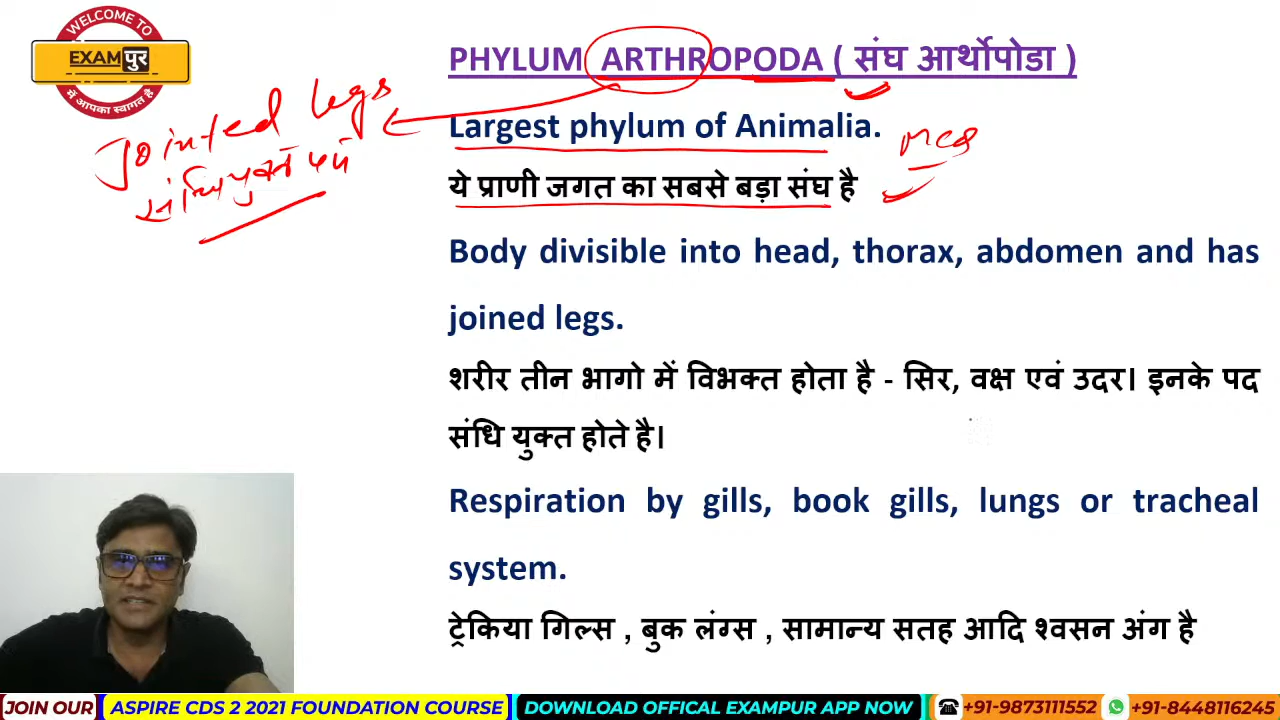 WELCOME TO
EXAMपुर
में आपका स्वागत है
PHYLUM ARTHROPODA ( संघ आर्थोपोडा )
Jointed legs
संधियुक्त पद
Largest phylum of Animalia.
MCQ
ये प्राणी जगत का सबसे बड़ा संघ है
Body divisible into head, thorax, abdomen and has
joined legs.
शरीर तीन भागो में विभक्त होता है - सिर, वक्ष एवं उदर। इनके पद
संधि युक्त होते है।
Respiration by gills, book gills, lungs or tracheal
system.
ट्रेकिया गिल्स , बुक लंग्स , सामान्य सतह आदि श्वसन अंग है
JOIN OUR ASPIRE CDS 2 2021 FOUNDATION COURSE DOWNLOAD OFFICAL EXAMPUR APP NOW +91-9873111552 +91-8448116245